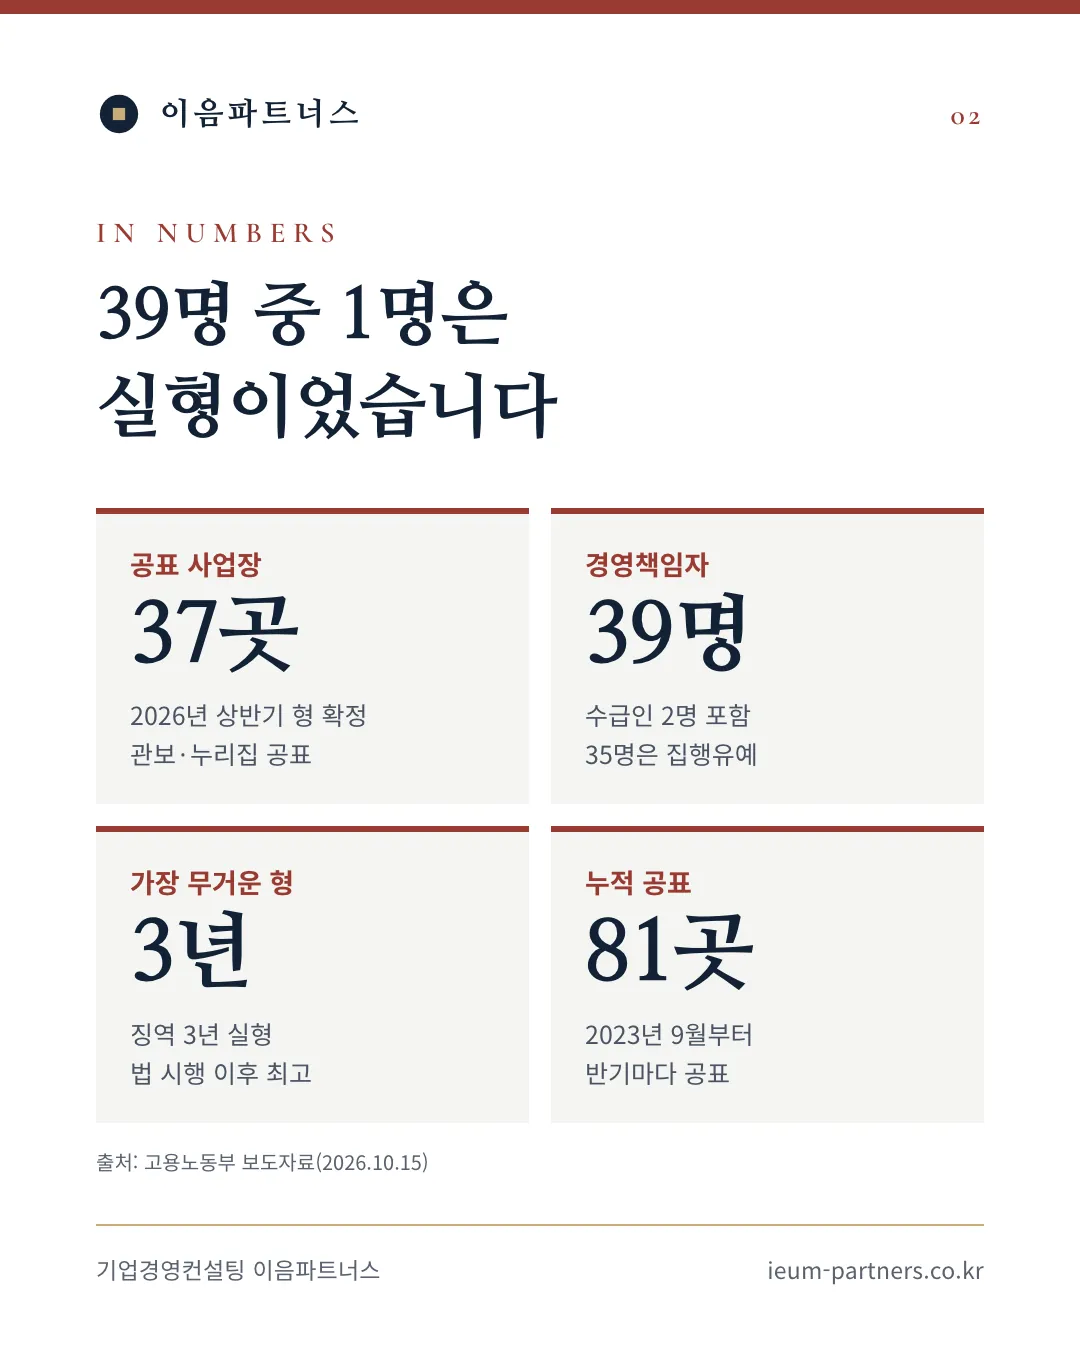 이음파트너스
02
IN NUMBERS
39명 중 1명은
실형이었습니다
공표 사업장
37곳
2026년 상반기 형 확정
관보·누리집 공표
경영책임자
39명
수급인 2명 포함
35명은 집행유예
가장 무거운 형
3년
징역 3년 실형
법 시행 이후 최고
누적 공표
81곳
2023년 9월부터
반기마다 공표
출처: 고용노동부 보도자료(2026.10.15)
기업경영컨설팅 이음파트너스
ieum-partners.co.kr